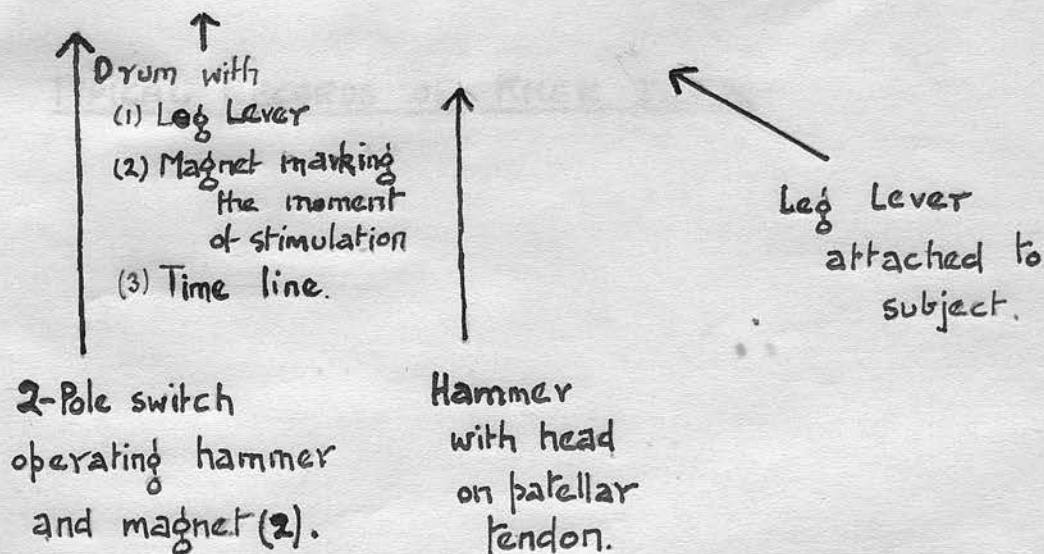 Drum with
(1) Leg Lever
(2) Magnet marking
the moment
of stimulation
(3) Time line.
Leg Lever
attached to
subject.
2-Pole switch
operating hammer
and magnet (2).
Hammer
with head
on patellar
tendon.